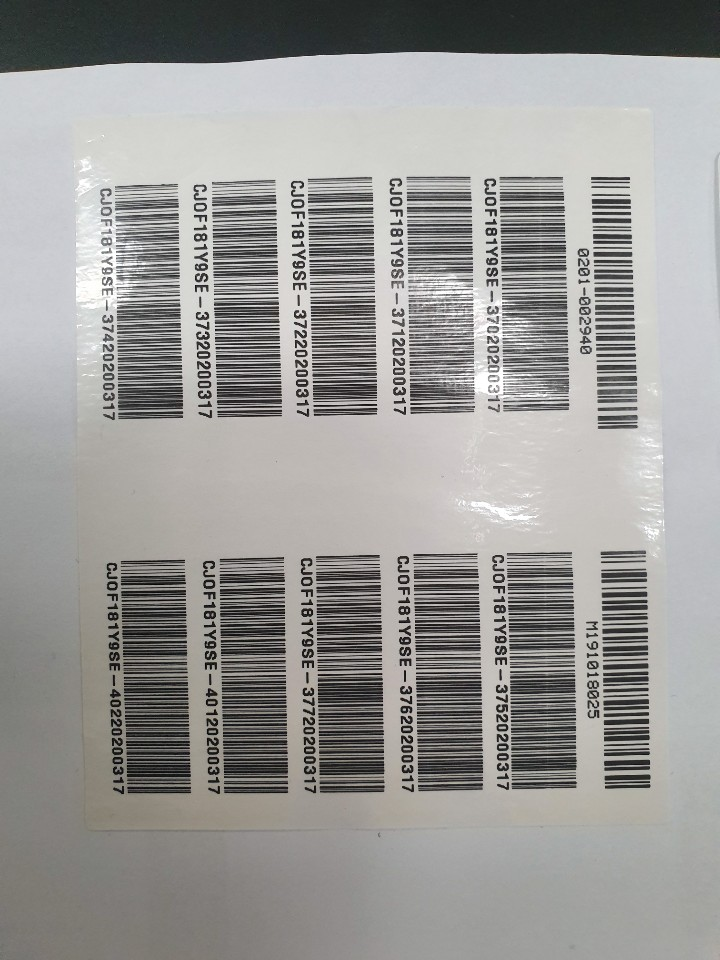 0201-002940
CJOF181Y9SE-37020200317
CJOF181Y9SE-37120200317
CJOF181Y9SE-37220200317
CJOF181Y9SE-37320200317
CJOF181Y9SE-37420200317
M191018025
CJOF181Y9SE-37520200317
CJOF181Y9SE-37620200317
CJOF181Y9SE-37720200317
CJOF181Y9SE-40120200317
CJOF181Y9SE-40220200317